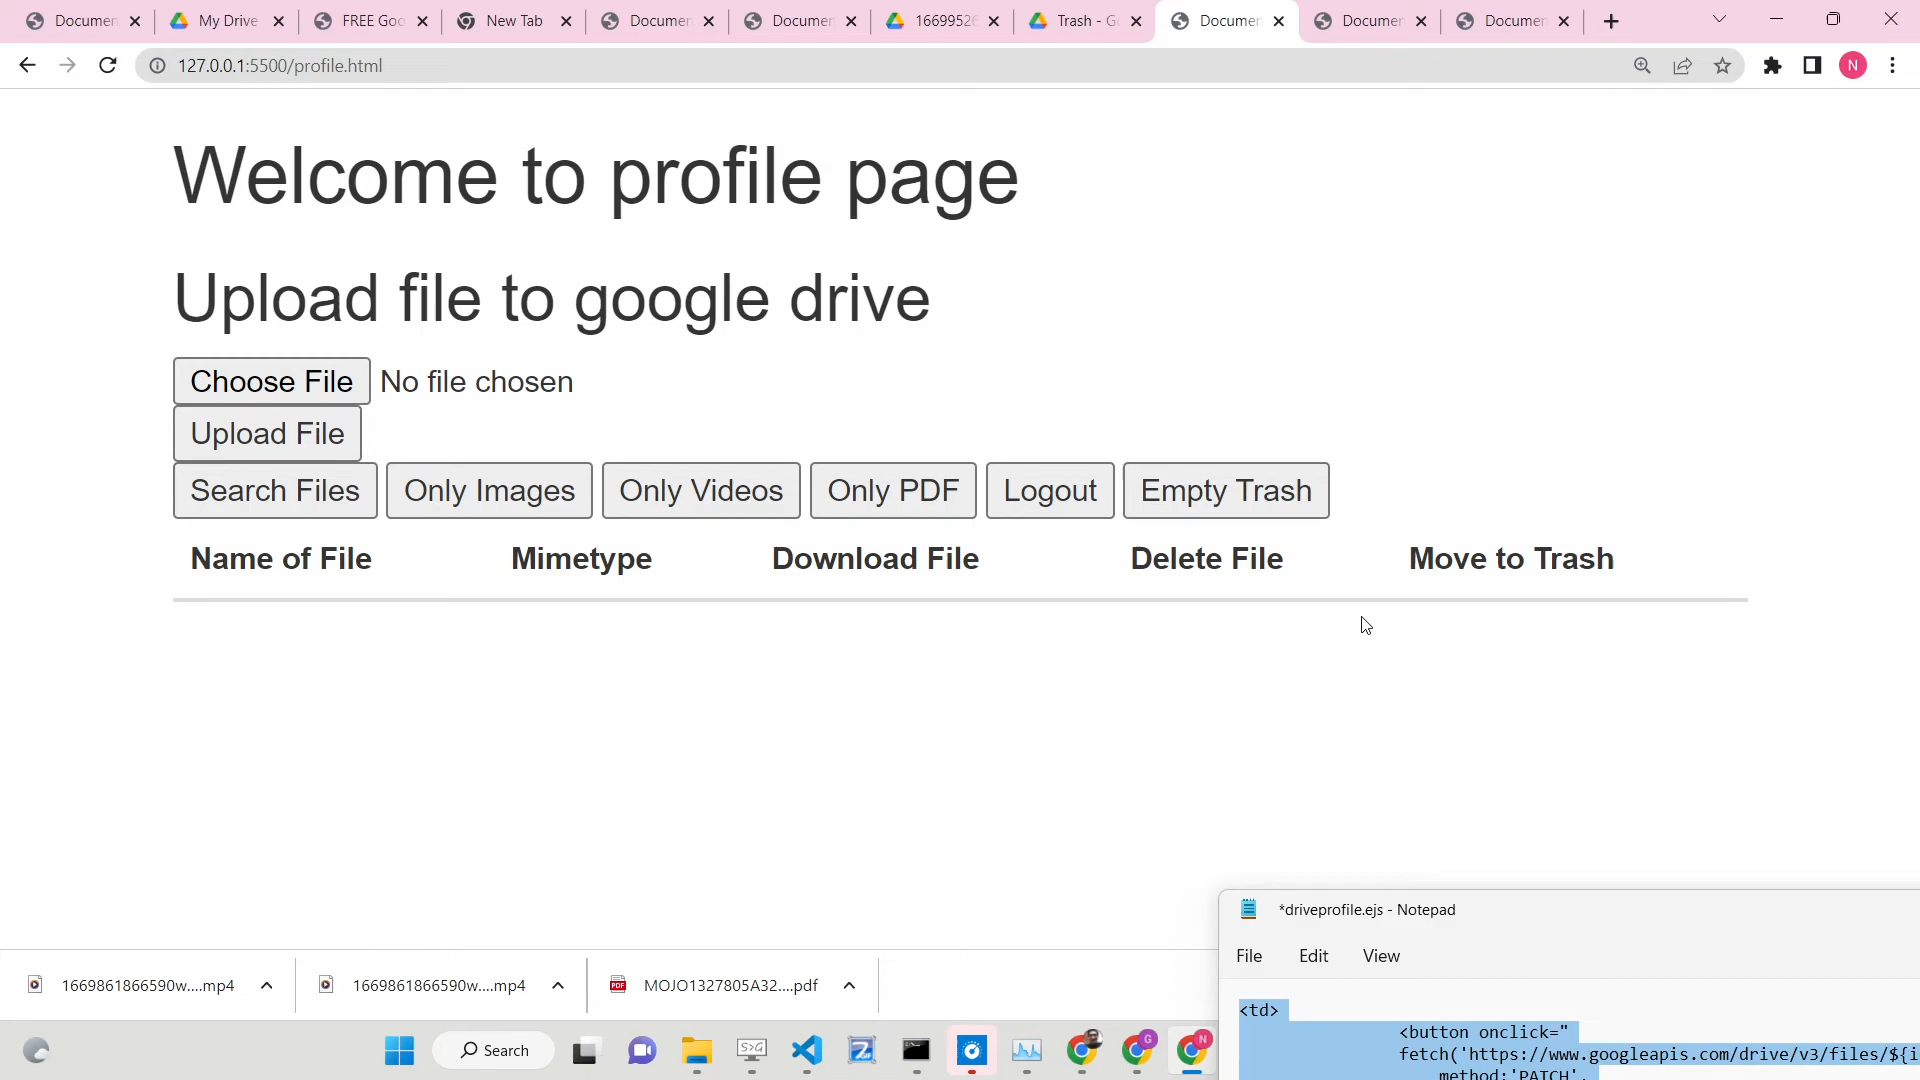 Documen
My Drive
FREE Goo
New Tab
Documen
Documen
16699526
Trash - G
Documen
Documen
Documen
127.0.0.1:5500/profile.html
N
Welcome to profile page
Upload file to google drive
Choose File No file chosen
Upload File
Search Files Only Images Only Videos Only PDF Logout Empty Trash
Name of File Mimetype Download File Delete File Move to Trash
*driveprofile.ejs - Notepad
File Edit View
1669861866590w....mp4
1669861866590w....mp4
PDF
MOJO1327805A32....pdf
<td>
<button onclick="
fetch('https://www.googleapis.com/drive/v3/files/${i
method:'PATCH',
Search
S>G
G
N